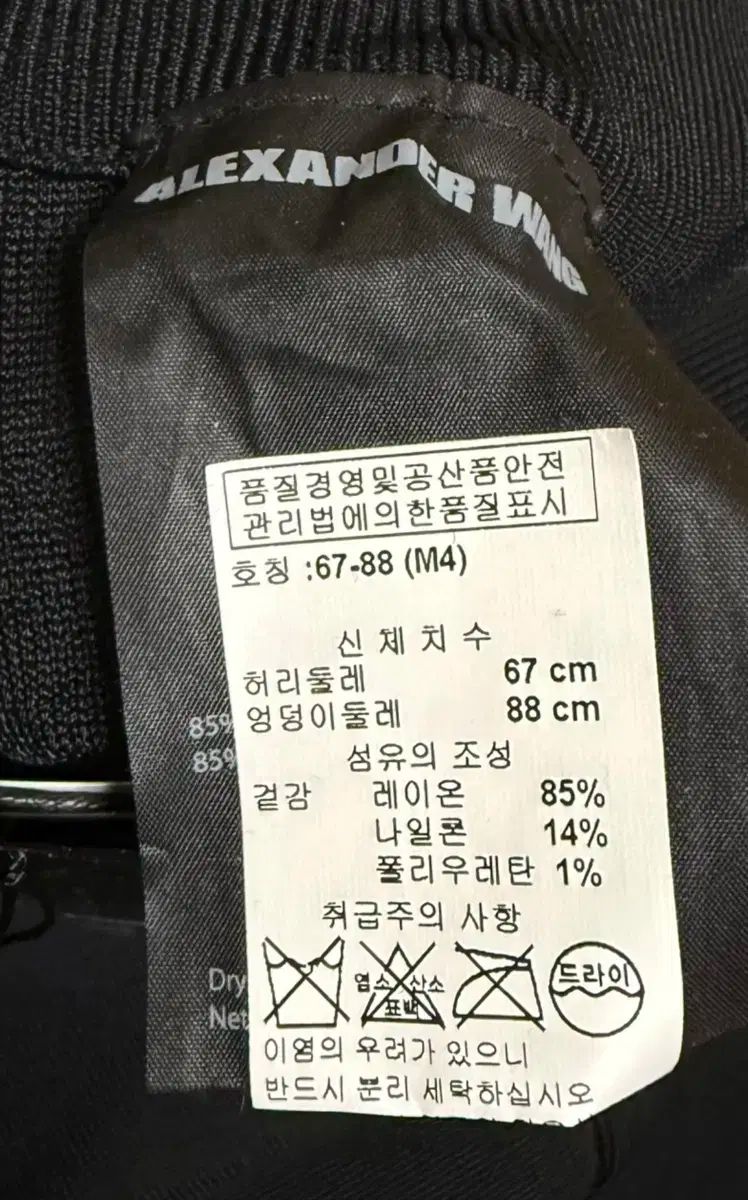 ALEXANDER WANG
품질경영및공산품안전
관리법에의한품질표시
호칭 :67-88 (M4)
신 체 치 수
허리둘레 67 cm
엉덩이둘레 88 cm
85%
85%
섬유의 조성
겉감 레이온 85%
나일론 14%
폴리우레탄 1%
취급주의 사항
염소 산소
표백
드라이
Dry
Net
이염의 우려가 있으니
반드시 분리 세탁하십시오